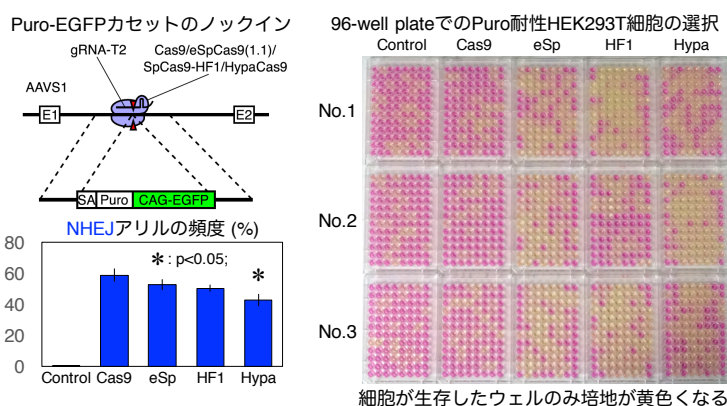 Puro-EGFPカセットのノックイン
gRNA-T2
Cas9/eSpCas9(1.1)/
SpCas9-HF1/HypaCas9
AAVS1
E1
E2
SA Puro CAG-EGFP
NHEJアリルの頻度 (%)
80
60
40
20
0
*: p<0.05;
*
Control Cas9 eSp HF1 Hypa
96-well plateでのPuro耐性HEK293T細胞の選択
Control Cas9 eSp HF1 Hypa
No.1
No.2
No.3
細胞が生存したウェルのみ培地が黄色くなる